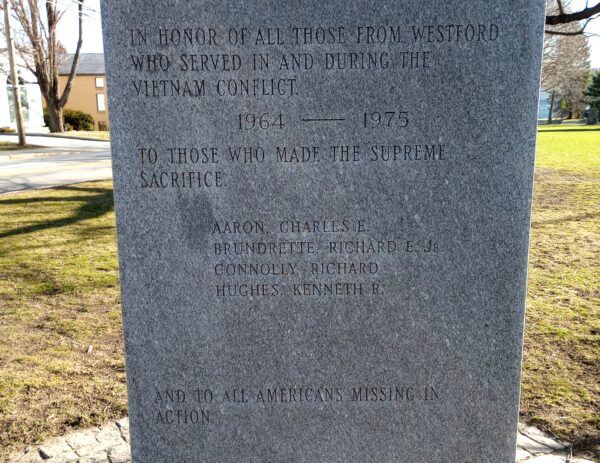 IN HONOR OF ALL THOSE FROM WESTFORD
WHO SERVED IN AND DURING THE
VIETNAM CONFLICT.
1964 — 1975
TO THOSE WHO MADE THE SUPREME
SACRIFICE.
AARON, CHARLES E.
BRUNDRETTE, RICHARD E., Jr.
CONNOLLY, RICHARD
HUGHES, KENNETH R.
AND TO ALL AMERICANS MISSING IN
ACTION